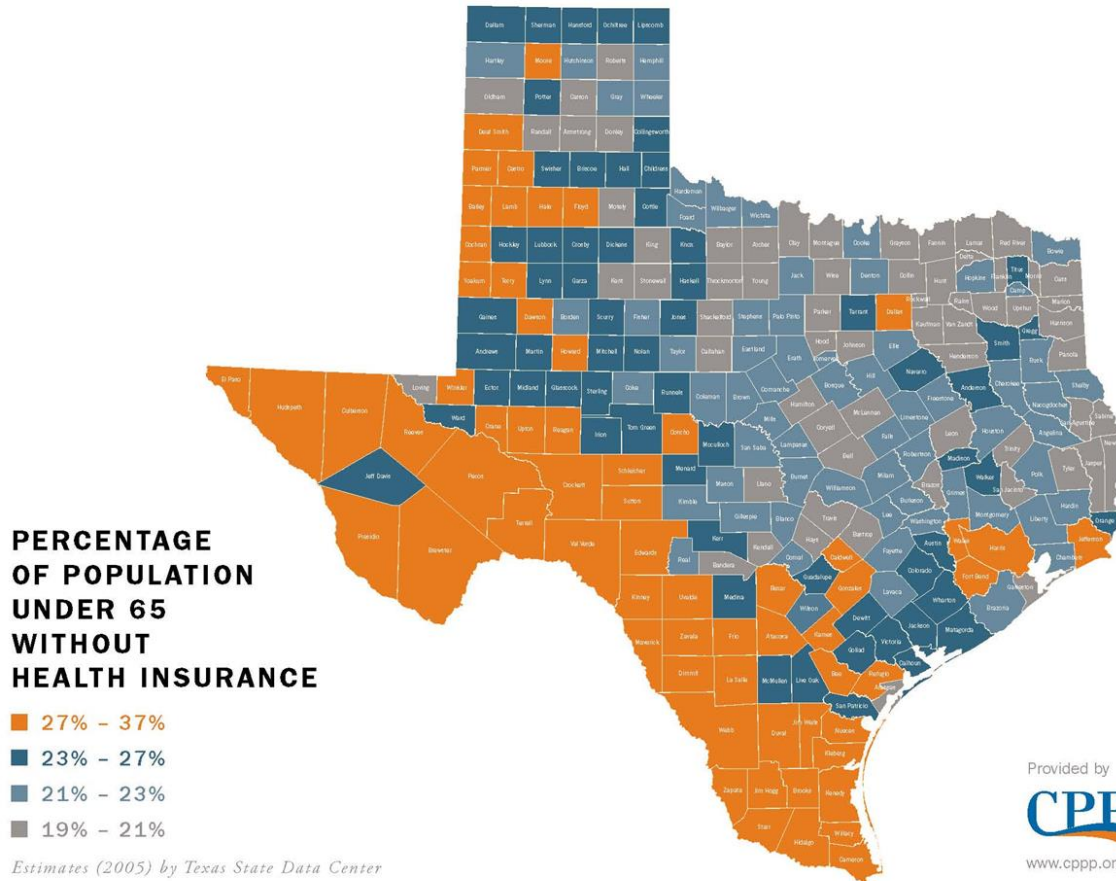 Dallam Sherman Hansford Ochiltree Lipscomb
Hartley Moore Hutchinson Roberts Hemphill
Oldham Potter Carson Gray Wheeler
Deaf Smith Randall Armstrong Donley Collingsworth
Parmer Castro Swisher Briscoe Hall Childress
Hardeman
Bailey Lamb Hale Floyd Motely Cottle Foard Wilbarger Wichita
Cochran Hockley Lubbock Crosby Dickens King Knox Baylor Archer Clay Montague Cooke Grayson Fannin Lamar Red River Bowie
Delta
Yoakum Terry Lynn Garza Kent Stonewall Haskell Throckmorton Young Jack Wise Denton Collin Hunt Hopkins Franklin Titus Morris Cass
Camp
Gaines Dawson Borden Scurry Fisher Jones Shackelford Stephens Palo Pinto Parker Tarrant Dallas Rockwall Rains Wood Upshur Marion
Kaufman Van Zandt Gregg Harrison
Andrews Martin Howard Mitchell Nolan Taylor Callahan Eastland Erath Hood Somervell Johnson Ellis Henderson Smith Rusk Panola
El Paso Hudspeth Culberson Reeves Loving Winkler Ector Midland Glasscock Sterling Coke Runnels Coleman Brown Comanche Bosque Hill Navarro Anderson Cherokee Shelby
Hamilton Freestone Nacogdoches
Ward Crane Upton Reagan Irion Tom Green Concho Mcculloch San Saba Mills Coryell McLennan Limestone Leon Houston Angelina San Agustine Sabine
Jeff Davis Pecos Crockett Schleicher Menard Mason Llano Lampasas Bell Falls Robertson Madison Trinity Polk Tyler Jasper
Sutton Kimble Burnet Williamson Milam Brazos Grimes Walker San Jacinto Hardin
Presidio Brewster Terrell Val Verde Edwards Gillespie Blanco Travis Lee Burleson Washington Montgomery Liberty Orange
Kerr Kendall Hays Bastrop Fayette Austin Waller Harris Chambers Jefferson
Real Bandera Comal Caldwell Colorado Fort Bend Galveston
Kinney Uvalde Medina Bexar Guadalupe Gonzales Lavaca Wharton Brazoria
Wilson Dewitt Jackson Matagorda
Maverick Zavala Frio Atacosa Karnes Goliad Victoria Calhoun
Dimmit La Salle McMullen Live Oak Bee Refugio
San Patricio
Webb Duval Jim Wells Nueces
Kleberg
Zapata Jim Hogg Brooks Kenedy
Starr Hidalgo Willacy
Cameron
PERCENTAGE
OF POPULATION
UNDER 65
WITHOUT
HEALTH INSURANCE
27% – 37%
23% – 27%
21% – 23%
19% – 21%
Estimates (2005) by Texas State Data Center
Provided by
CPP
www.cppp.or